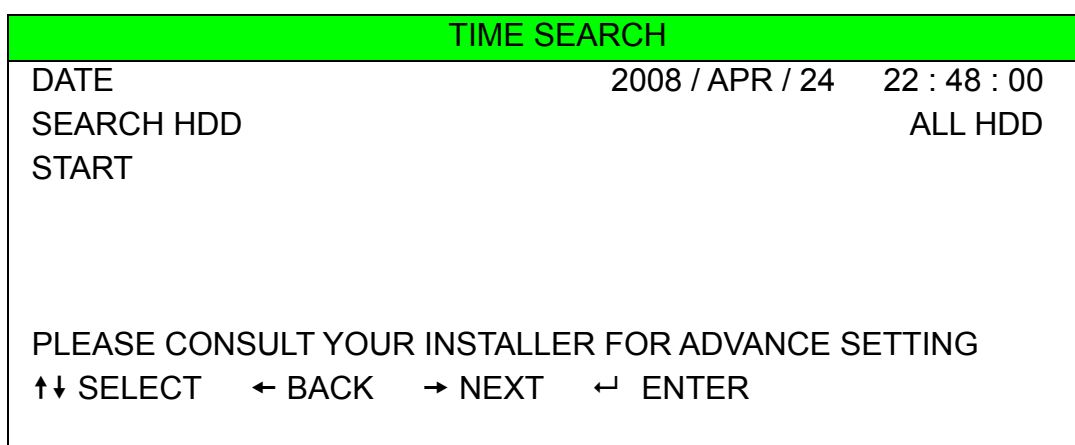 TIME SEARCH
DATE 2008 / APR / 24 22 : 48 : 00
SEARCH HDD ALL HDD
START
PLEASE CONSULT YOUR INSTALLER FOR ADVANCE SETTING
↑↓ SELECT ← BACK → NEXT ↵ ENTER